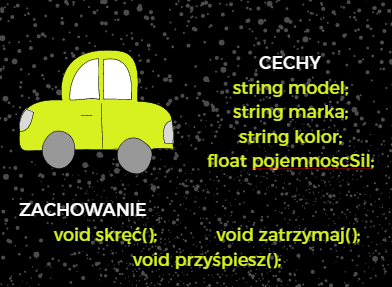 CECHY
string model;
string marka;
string kolor;
float pojemnoscSil;
ZACHOWANIE
void skręć();
void zatrzymaj();
void przyśpiesz();